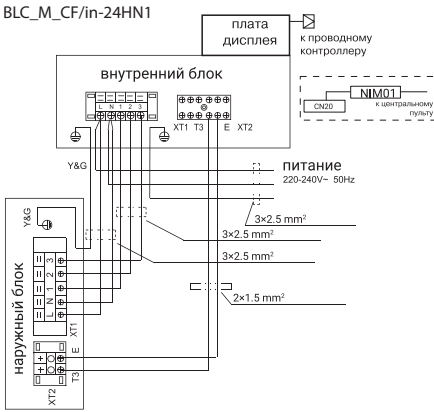 BLC_M_CF/in-24HN1
плата
дисплея
к проводному
контроллеру
внутренний блок
NIM01
CN20
к центральному
пульту
L N 1 2 3
XT1 T3 E XT2
Y&G
питание
220-240V~ 50Hz
Y&G
3×2.5 mm²
3×2.5 mm²
3×2.5 mm²
2×1.5 mm²
наружный блок
L N 1 2 3
XT1
E
T3
XT2